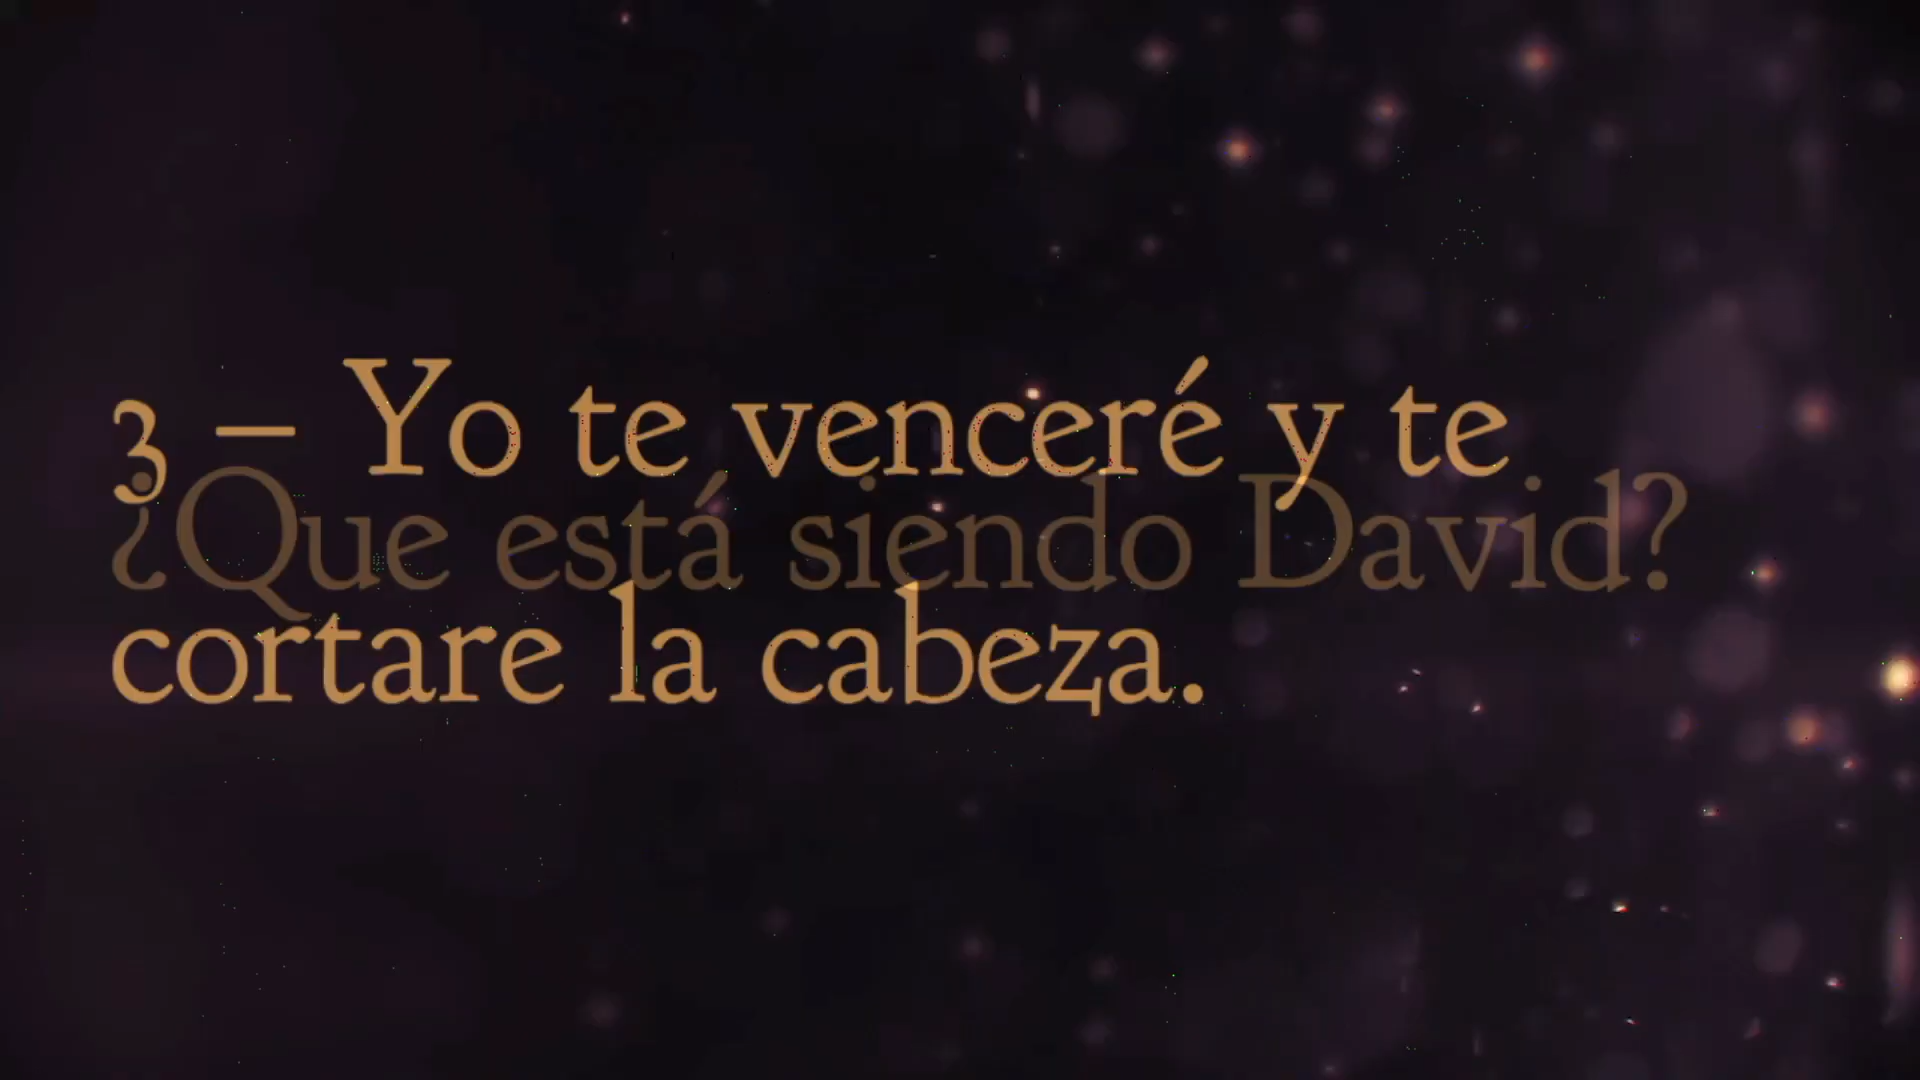 3 – Yo te venceré y te
¿Que está siendo David?
cortare la cabeza.